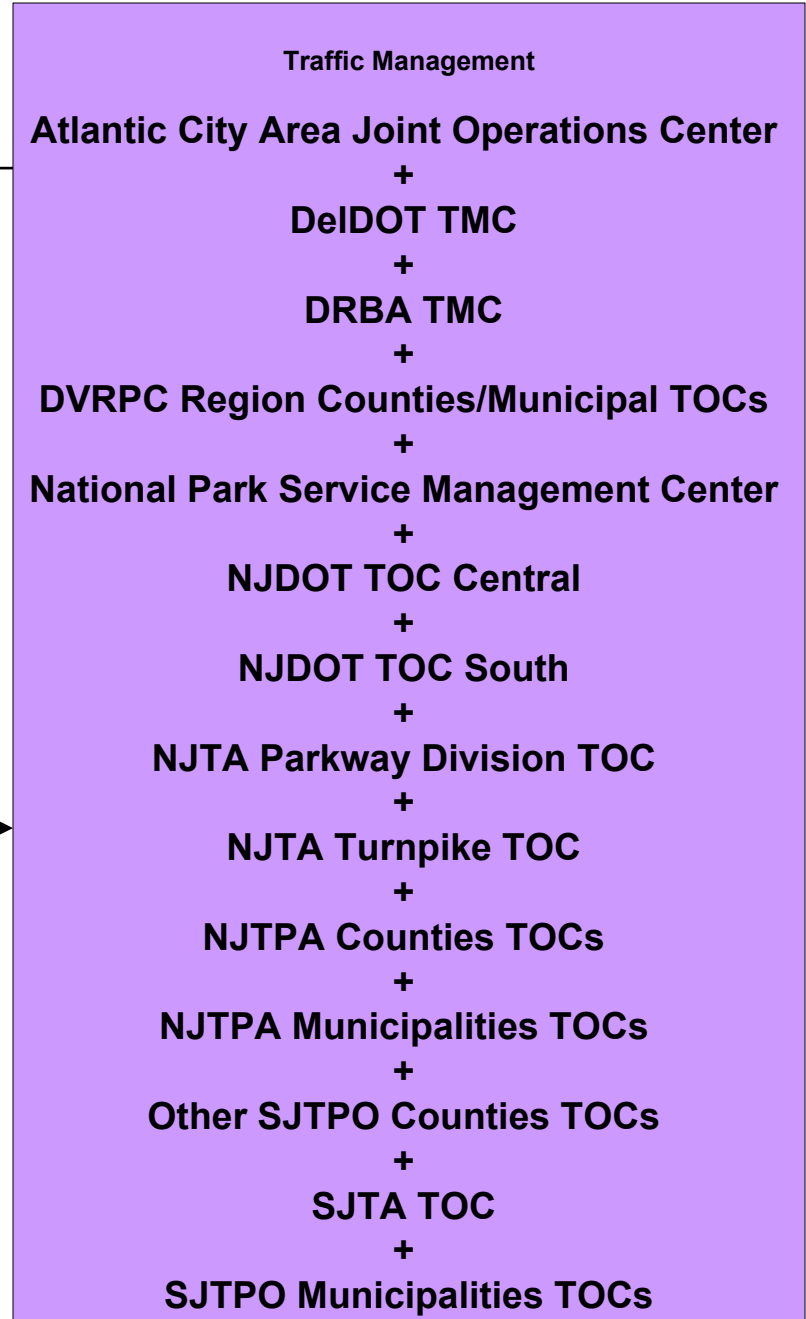 Traffic Management
Atlantic City Area Joint Operations Center
+
DelDOT TMC
+
DRBA TMC
+
DVRPC Region Counties/Municipal TOCs
+
National Park Service Management Center
+
NJDOT TOC Central
+
NJDOT TOC South
+
NJTA Parkway Division TOC
+
NJTA Turnpike TOC
+
NJTPA Counties TOCs
+
NJTPA Municipalities TOCs
+
Other SJTPO Counties TOCs
+
SJTA TOC
+
SJTPO Municipalities TOCs